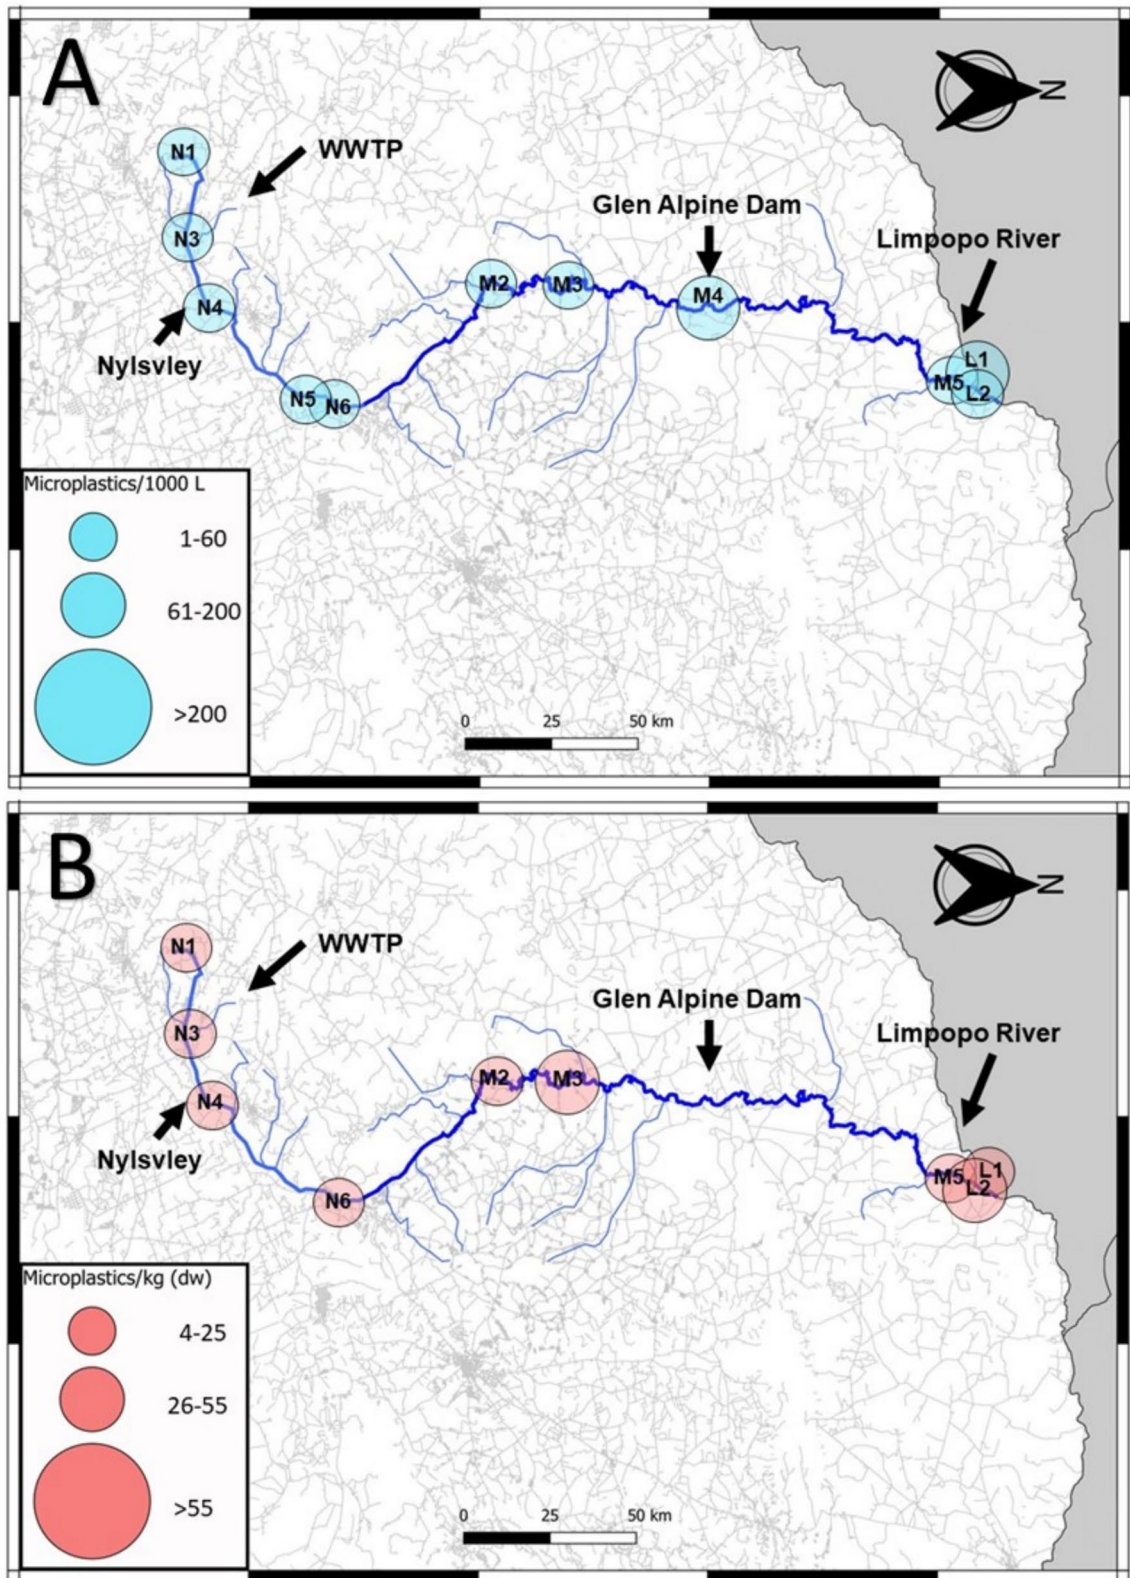 A
N
N1
WWTP
Glen Alpine Dam
N3
Limpopo River
M2
M3
M4
N4
Nylsvley
L1
M5
L2
N5
N6
Microplastics/1000 L
1-60
61-200
>200
0 25 50 km
B
N
N1
WWTP
Glen Alpine Dam
N3
Limpopo River
M2
M3
N4
Nylsvley
L1
M5
L2
N6
Microplastics/kg (dw)
4-25
26-55
>55
0 25 50 km